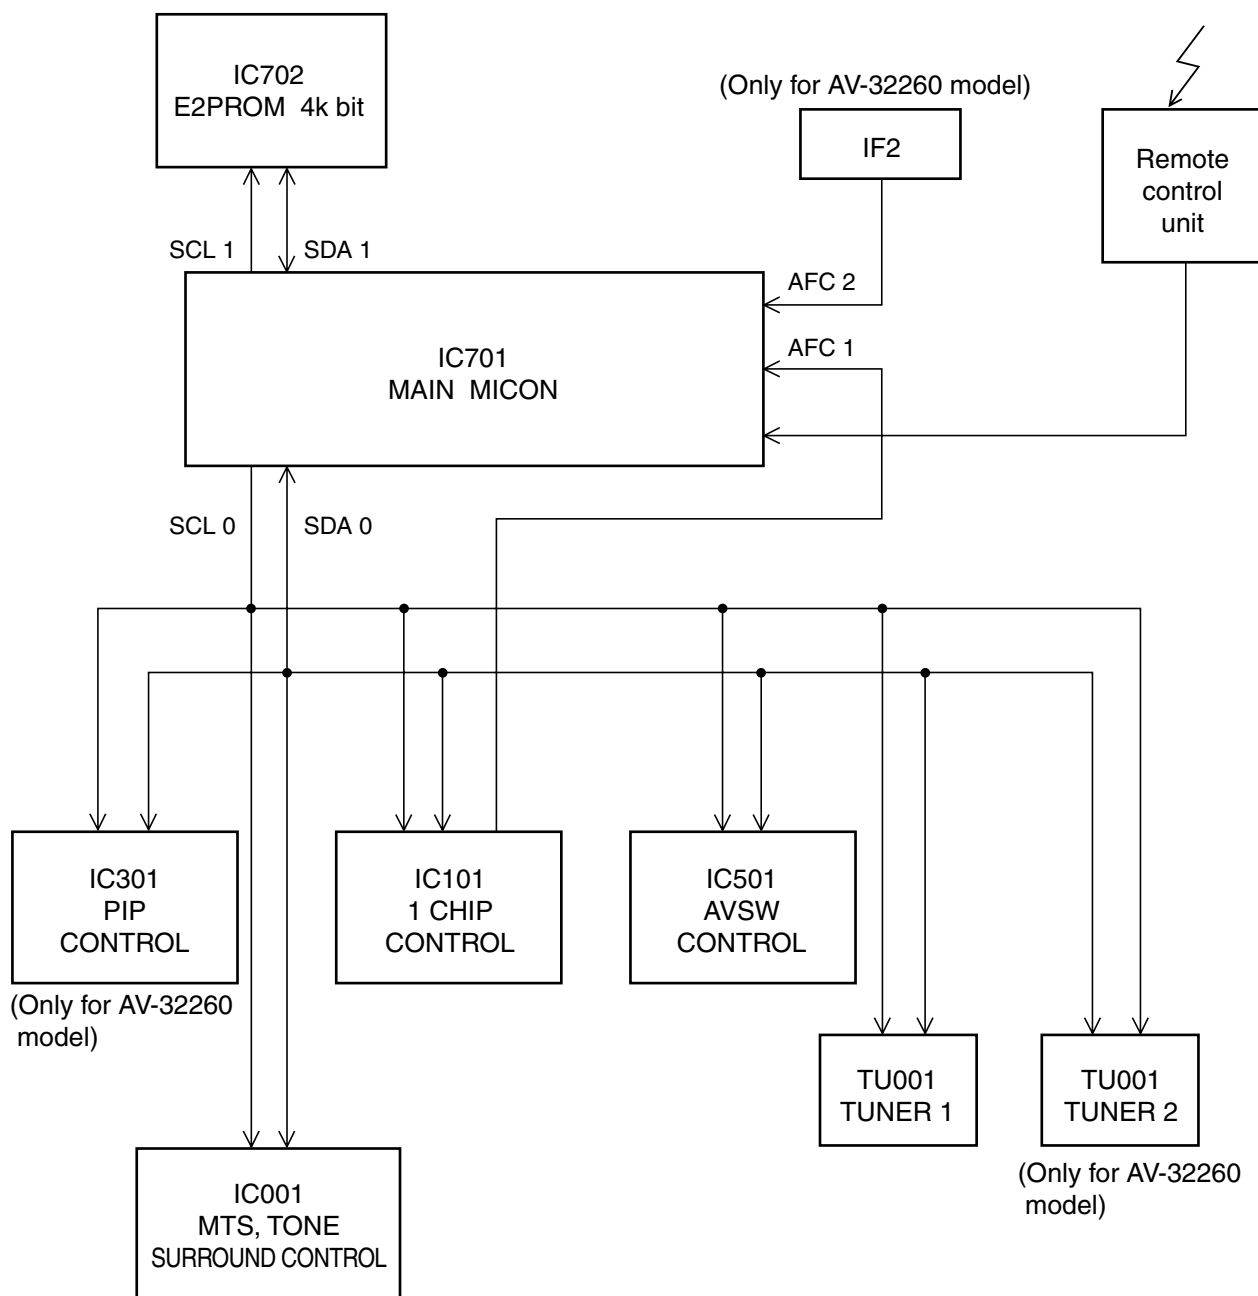 IC702
E2PROM 4k bit
(Only for AV-32260 model)
IF2
Remote
control
unit
SCL 1
SDA 1
AFC 2
AFC 1
IC701
MAIN MICON
SCL 0
SDA 0
IC301
PIP
CONTROL
(Only for AV-32260
model)
IC101
1 CHIP
CONTROL
IC501
AVSW
CONTROL
TU001
TUNER 1
TU001
TUNER 2
(Only for AV-32260
model)
IC001
MTS, TONE
SURROUND CONTROL